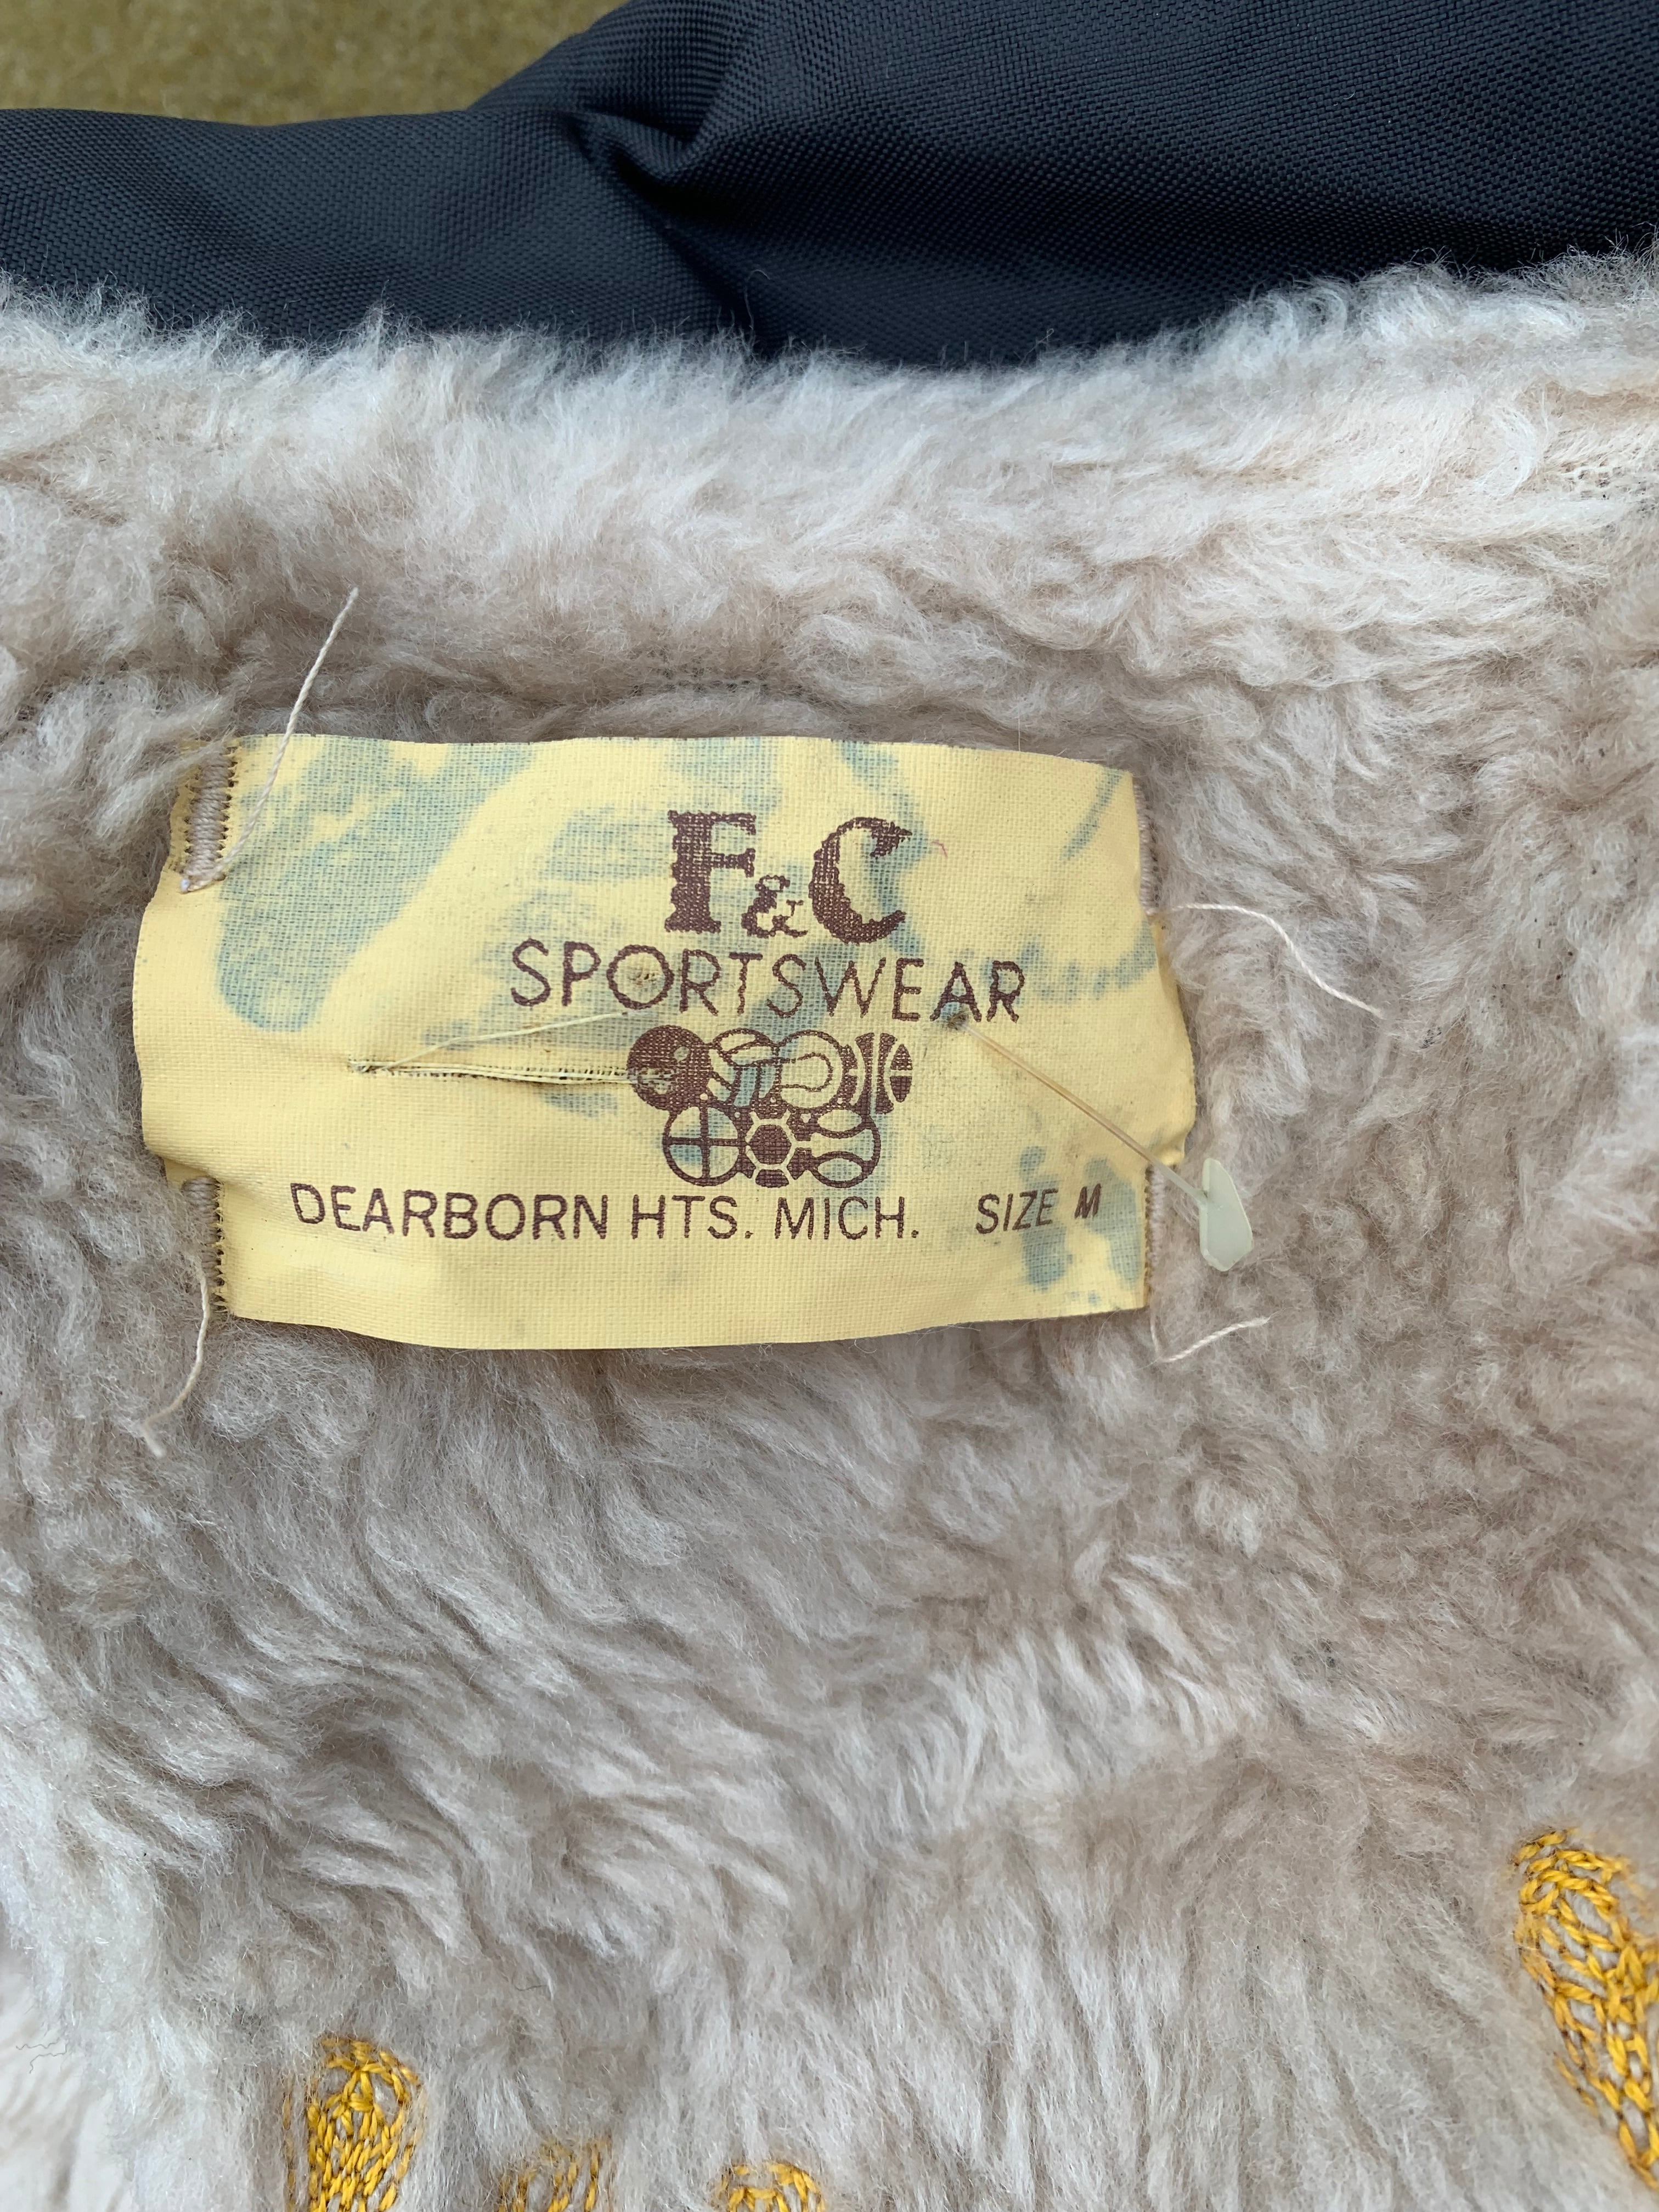 F&C
SPORTSWEAR
DEARBORN HTS. MICH. SIZE M